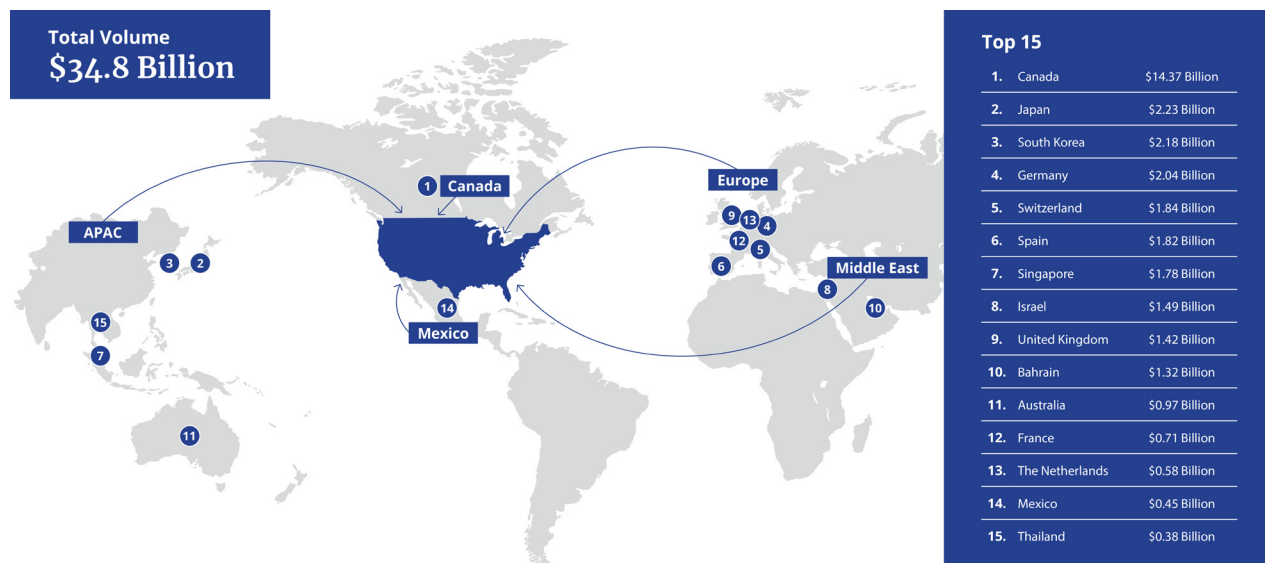 Total Volume
$34.8 Billion
APAC
1 Canada
Europe
Middle East
Mexico
3
2
15
7
11
14
9
13
4
12
5
6
8
10
Top 15
1. Canada $14.37 Billion
2. Japan $2.23 Billion
3. South Korea $2.18 Billion
4. Germany $2.04 Billion
5. Switzerland $1.84 Billion
6. Spain $1.82 Billion
7. Singapore $1.78 Billion
8. Israel $1.49 Billion
9. United Kingdom $1.42 Billion
10. Bahrain $1.32 Billion
11. Australia $0.97 Billion
12. France $0.71 Billion
13. The Netherlands $0.58 Billion
14. Mexico $0.45 Billion
15. Thailand $0.38 Billion